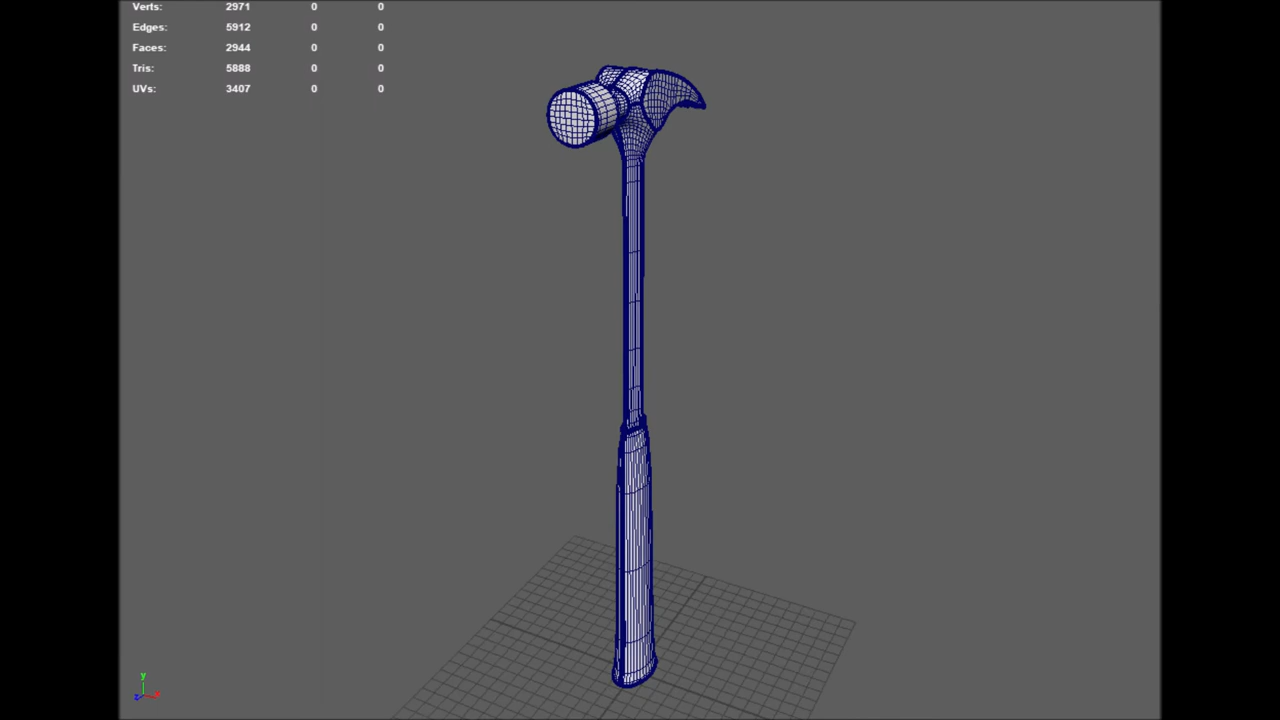 Verts: 2971 0 0
Edges: 5912 0 0
Faces: 2944 0 0
Tris: 5888 0 0
UVs: 3407 0 0
y
z x